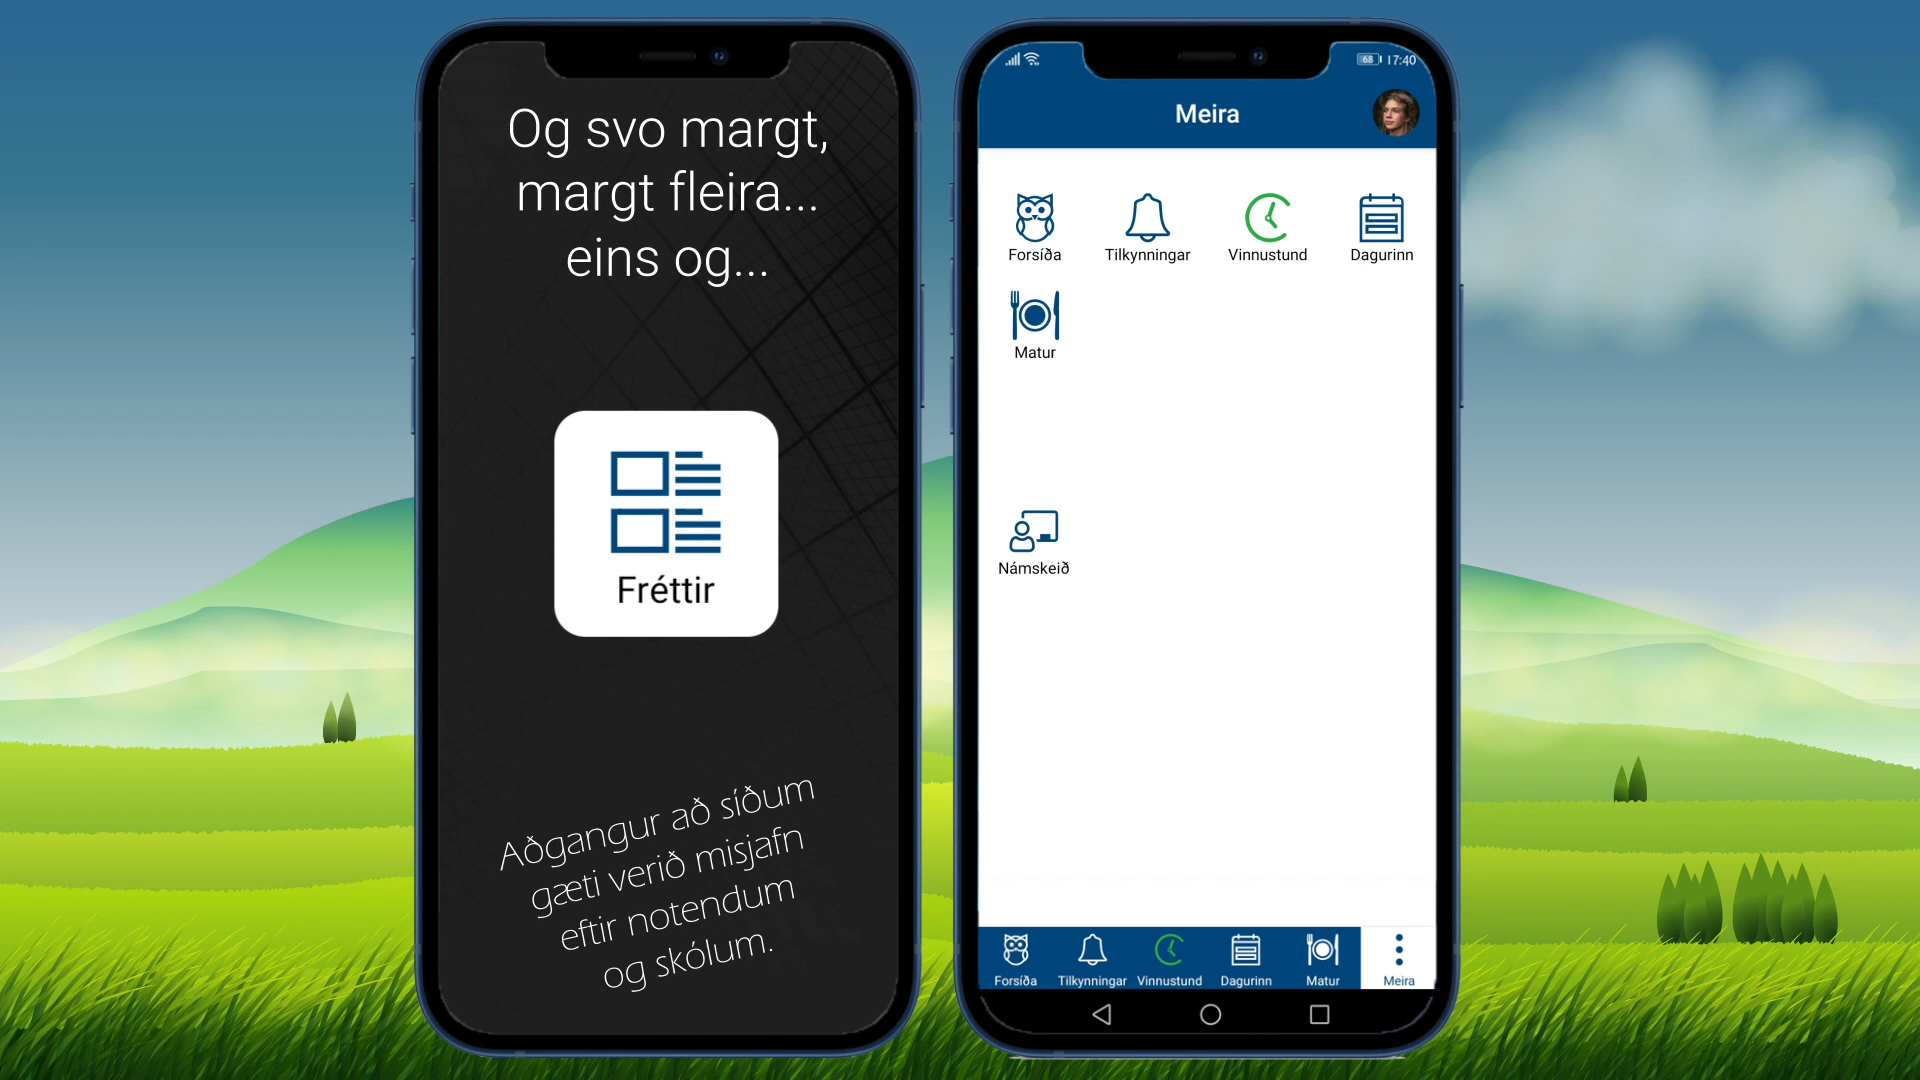 Og svo margt,
margt fleira...
eins og...
Fréttir
Aðgangur að síðum
gæti verið misjafn
eftir notendum
og skólum.
68 17:40
Meira
Forsíða Tilkynningar Vinnustund Dagurinn
Matur
Námskeið
Forsíða Tilkynningar Vinnustund Dagurinn Matur Meira